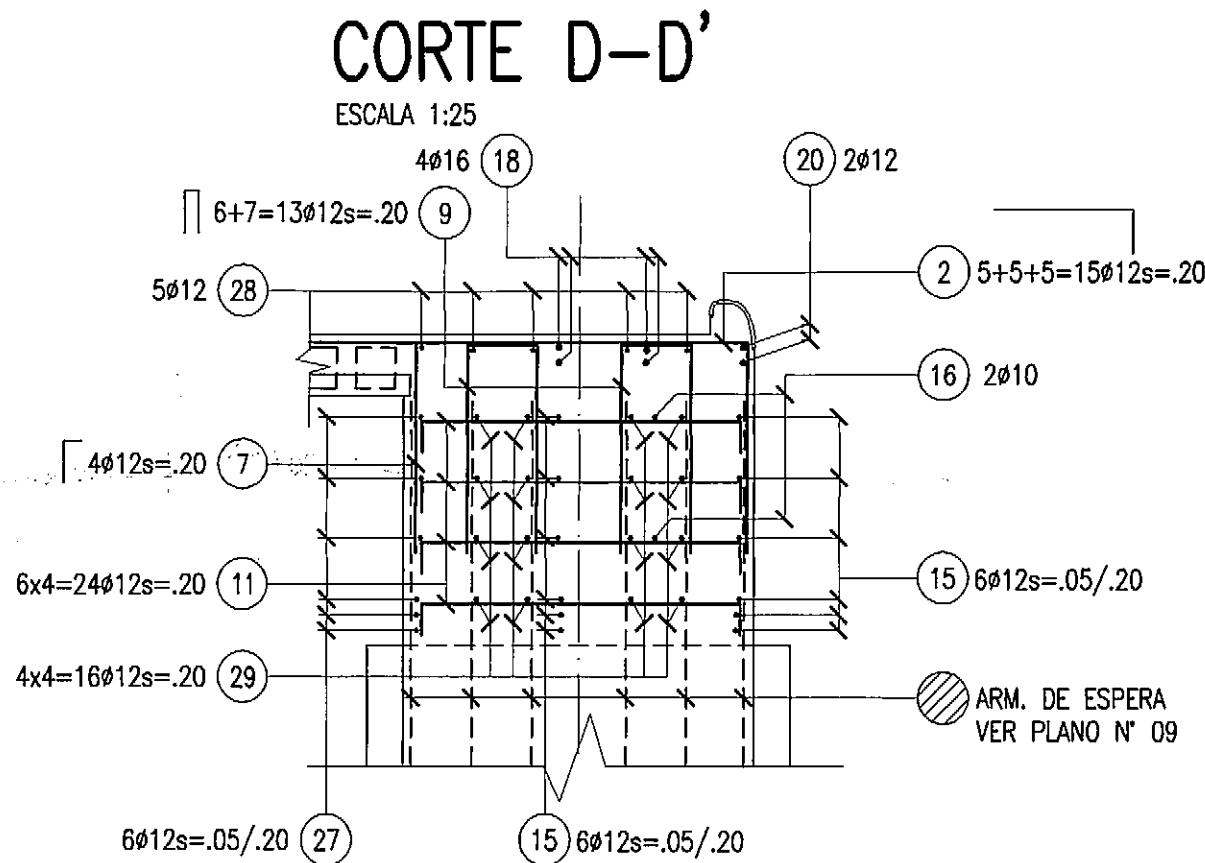 CORTE D-D'
ESCALA 1:25
4ø16 18
20 2ø12
6+7=13ø12s=.20 9
2 5+5+5=15ø12s=.20
5ø12 28
16 2ø10
4ø12s=.20 7
6x4=24ø12s=.20 11
15 6ø12s=.05/.20
4x4=16ø12s=.20 29
ARM. DE ESPERA
VER PLANO N° 09
6ø12s=.05/.20 27
15 6ø12s=.05/.20